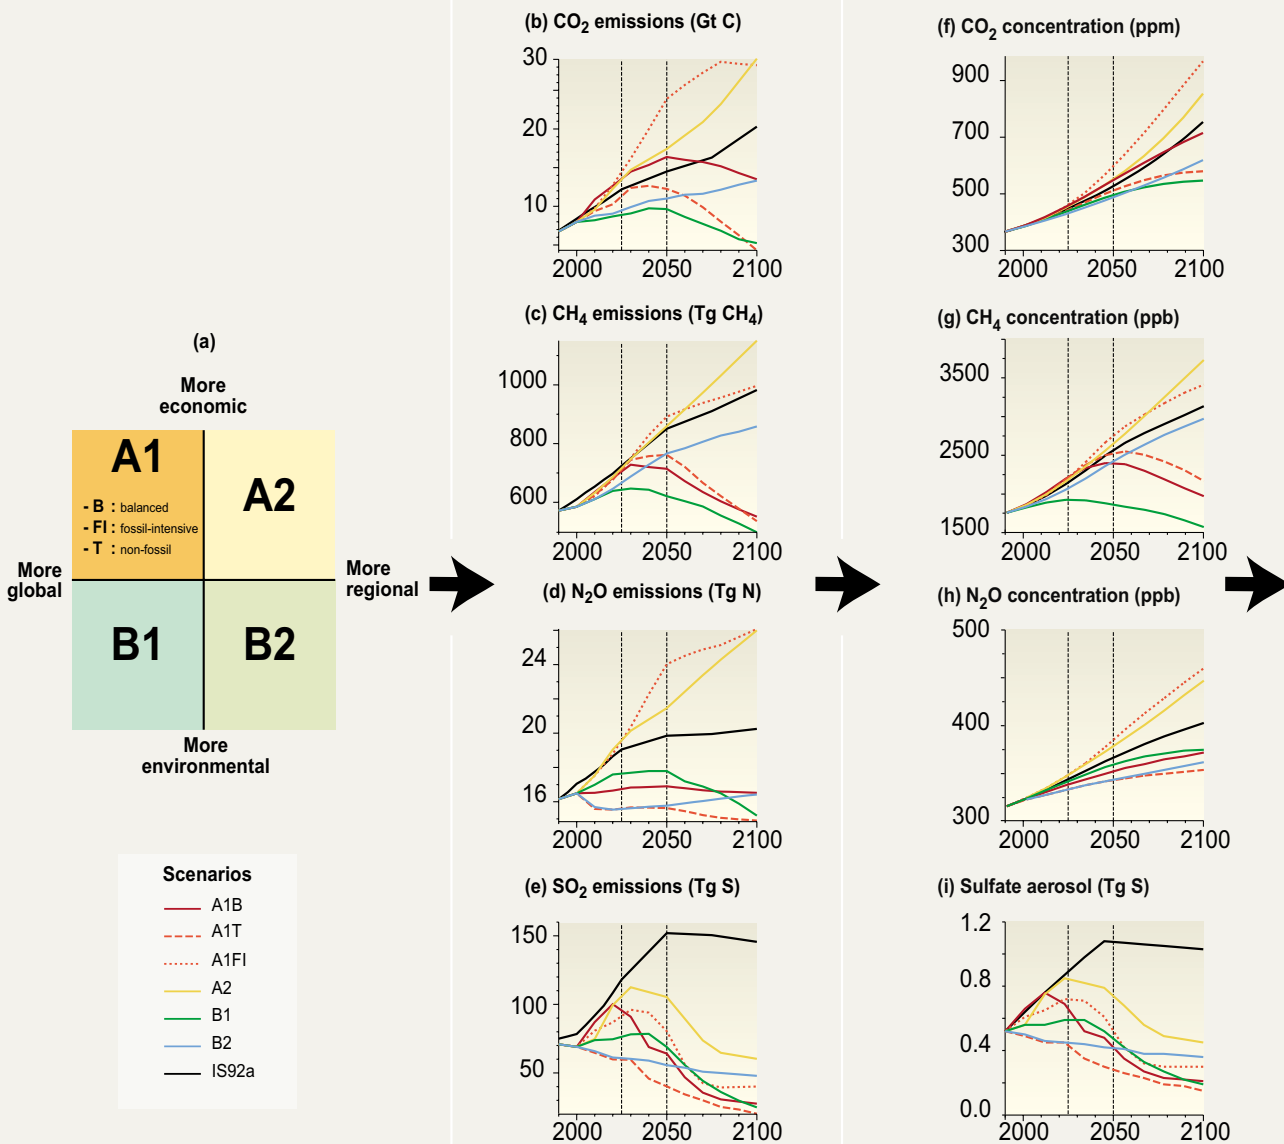 (a)
More
economic
A1
- B : balanced
- FI : fossil-intensive
- T : non-fossil
A2
More
global
More
regional
B1
B2
More
environmental
Scenarios
A1B
A1T
A1FI
A2
B1
B2
IS92a
(b) CO2 emissions (Gt C)
30
20
10
2000 2050 2100
(c) CH4 emissions (Tg CH4)
1000
800
600
2000 2050 2100
(d) N2O emissions (Tg N)
24
20
16
2000 2050 2100
(e) SO2 emissions (Tg S)
150
100
50
2000 2050 2100
(f) CO2 concentration (ppm)
900
700
500
300
2000 2050 2100
(g) CH4 concentration (ppb)
3500
2500
1500
2000 2050 2100
(h) N2O concentration (ppb)
500
400
300
2000 2050 2100
(i) Sulfate aerosol (Tg S)
1.2
0.8
0.4
0.0
2000 2050 2100